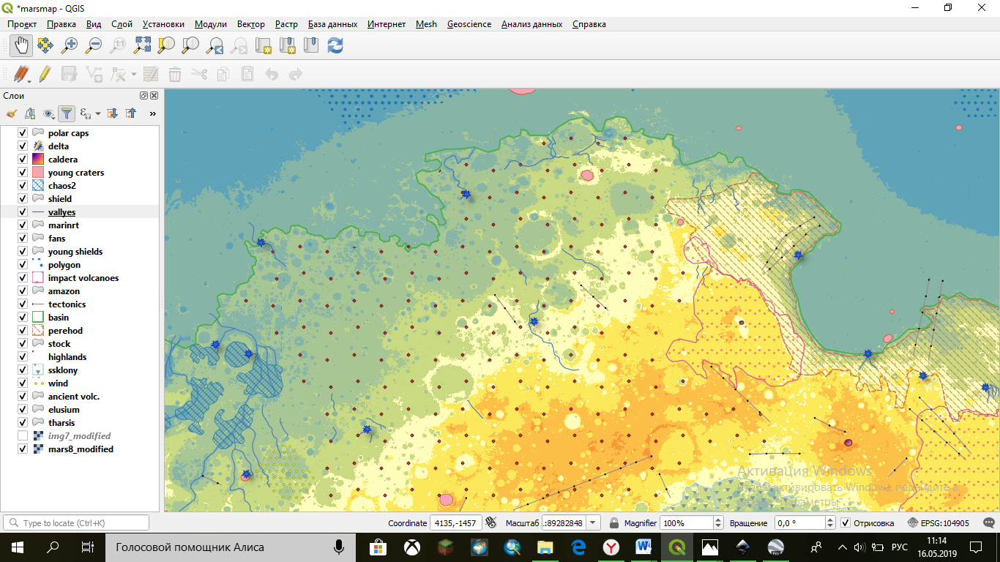 *marsmap - QGIS
Проект Правка Вид Слой Установки Модули Вектор Растр База данных Интернет Mesh Geoscience Анализ данных Справка
1:1
Слои
polar caps
delta
caldera
young craters
chaos2
shield
vallyes
marinrt
fans
young shields
polygon
impact volcanoes
amazon
tectonics
basin
perehod
stock
highlands
ssklony
wind
ancient volc.
elusium
tharsis
img7_modified
mars8_modified
Активация Windows
Чтобы активировать Windows, перейдите в
Параметры
Type to locate (Ctrl+K)
Coordinate 4135,-1457 Масштаб .:89282848 Magnifier 100% Вращение 0,0 ° Отрисовка EPSG:104905
Голосовой помощник Алиса
РУС
11:14
16.05.2019